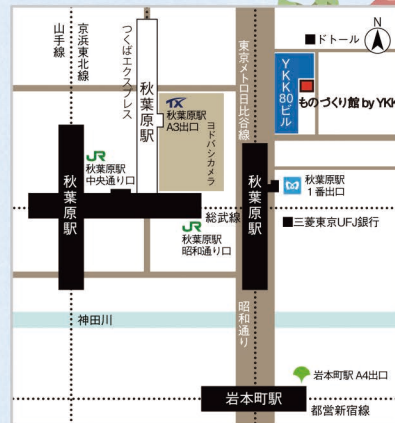 N
■ドトール
山手線
京浜東北線
つくばエクスプレス
秋葉原駅
TX
秋葉原駅
A3出口
ヨドバシカメラ
東京メトロ日比谷線
YKK80ビル
ものづくり館 by YKK
JR
秋葉原駅
中央通り口
秋葉原駅
秋葉原駅
秋葉原駅
1番出口
総武線
■三菱東京UFJ銀行
JR
秋葉原駅
昭和通り口
昭和通り
神田川
岩本町駅 A4出口
岩本町駅
都営新宿線